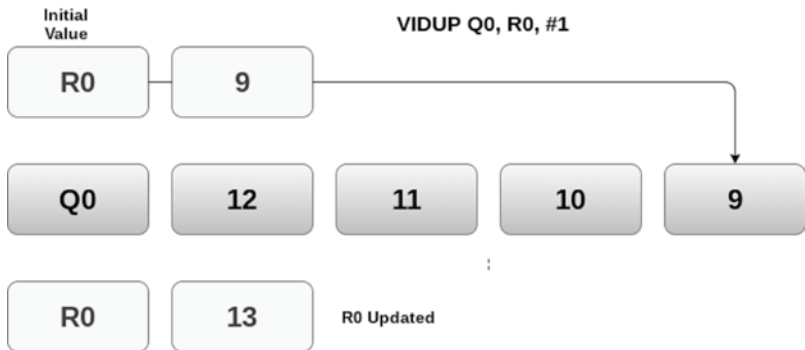 Initial
Value
VIDUP Q0, R0, #1
R0 9
Q0 12 11 10 9
R0 13 R0 Updated